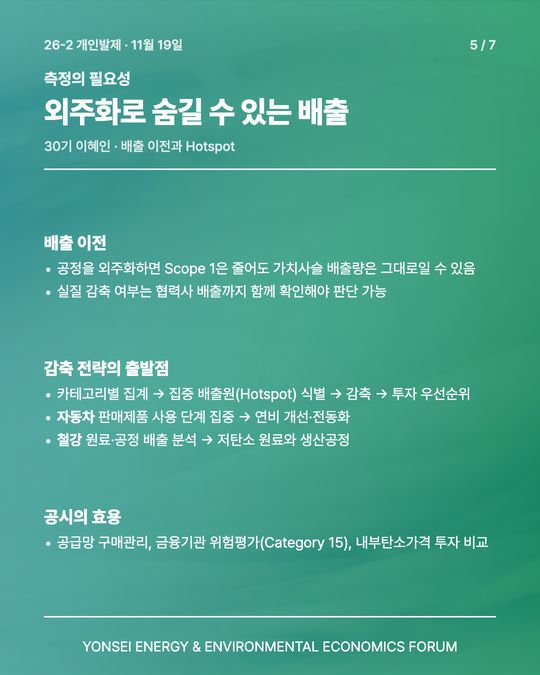 26-2 개인발제 · 11월 19일
5 / 7
측정의 필요성
외주화로 숨길 수 있는 배출
30기 이혜인 · 배출 이전과 Hotspot
배출 이전
• 공정을 외주화하면 Scope 1은 줄어도 가치사슬 배출량은 그대로일 수 있음
• 실질 감축 여부는 협력사 배출까지 함께 확인해야 판단 가능
감축 전략의 출발점
• 카테고리별 집계 → 집중 배출원(Hotspot) 식별 → 감축 → 투자 우선순위
• 자동차 판매제품 사용 단계 집중 → 연비 개선·전동화
• 철강 원료·공정 배출 분석 → 저탄소 원료와 생산공정
공시의 효용
• 공급망 구매관리, 금융기관 위험평가(Category 15), 내부탄소가격 투자 비교
YONSEI ENERGY & ENVIRONMENTAL ECONOMICS FORUM